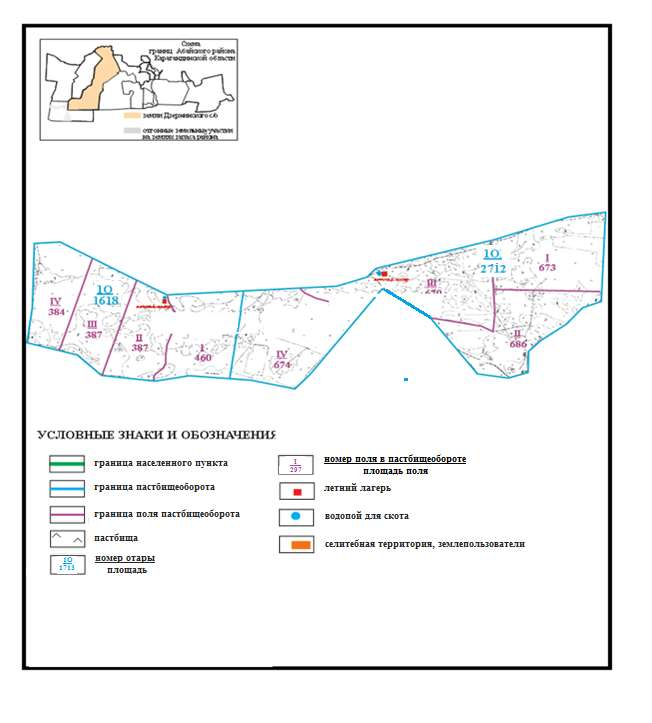 Схема
границ Абайского района
Карагандинской области
земли Дзержинского с/о
отгонные земельные участки
на землях запаса района
IV
384
III
387
1О
1618
II
387
I
460
IV
674
III
1О
2712
I
673
II
686
УСЛОВНЫЕ ЗНАКИ И ОБОЗНАЧЕНИЯ
граница населенного пункта
граница пастбищеоборота
граница поля пастбищеоборота
пастбища
1О
1713
номер отары
площадь
I
297
номер поля в пастбищеобороте
площадь поля
летний лагерь
водопой для скота
селитебная территория, землепользователи